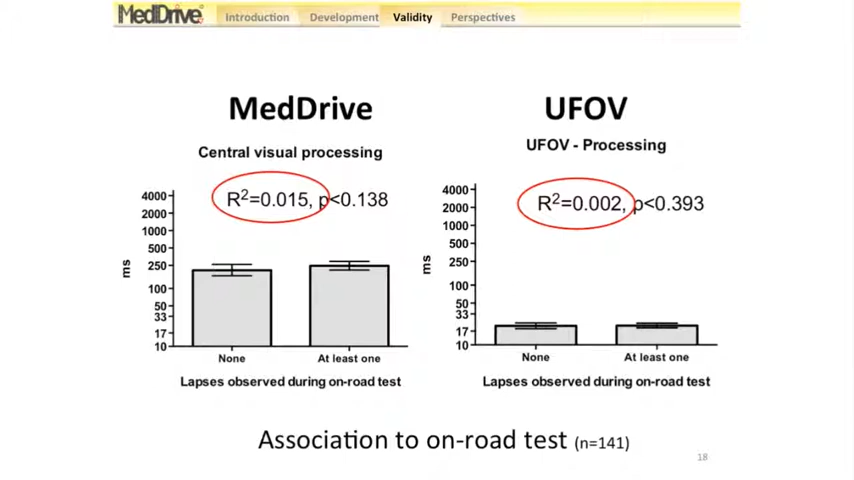 MedDrive Introduction Development Validity Perspectives
MedDrive
Central visual processing
R²=0.015, p<0.138
4000
2000
1000
500
250
100
50
33
17
10
ms
None At least one
Lapses observed during on-road test
UFOV
UFOV - Processing
R²=0.002, p<0.393
4000
2000
1000
500
250
100
50
33
17
10
ms
None At least one
Lapses observed during on-road test
Association to on-road test (n=141)
18